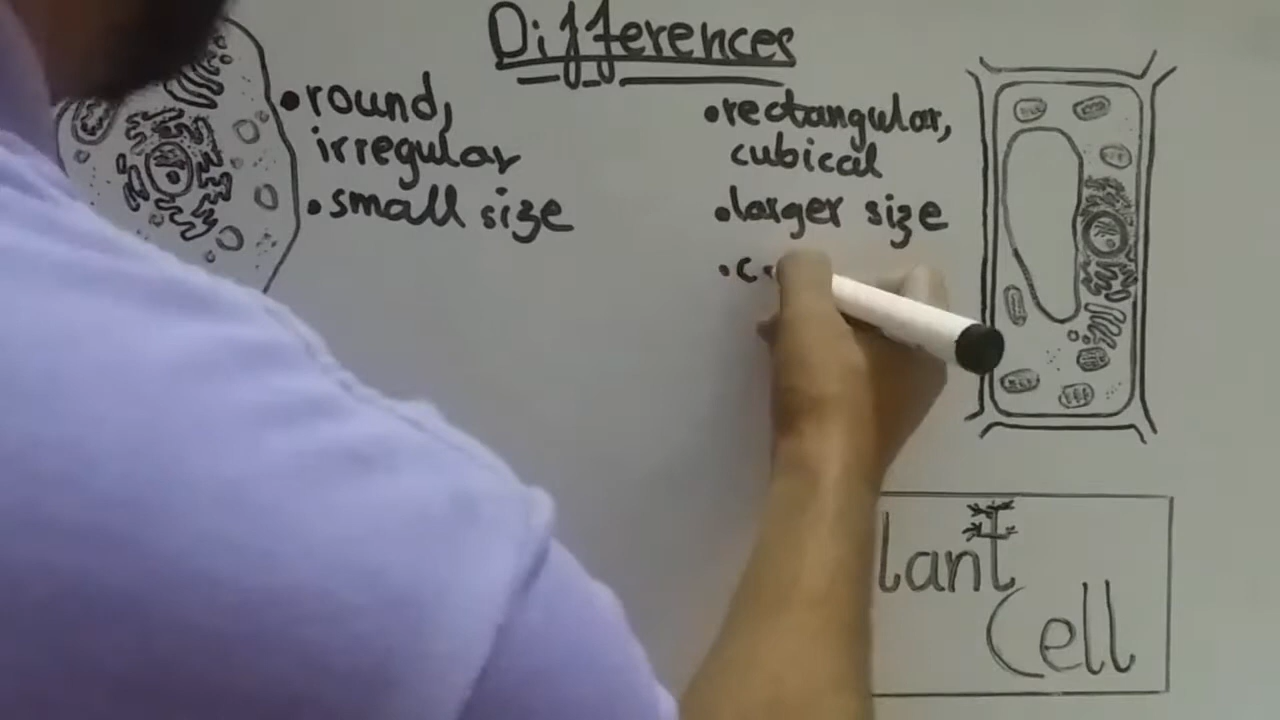 Differences
• round,
irregular
• small size
• rectangular,
cubical
• larger size
lant
Cell